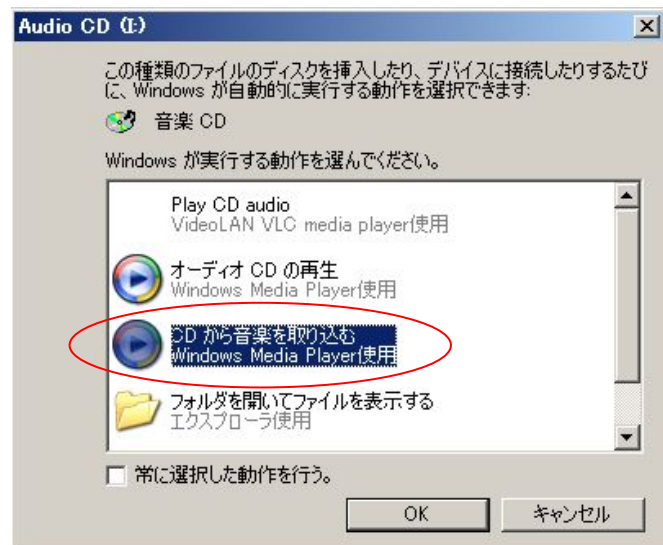 Audio CD (I:)
この種類のファイルのディスクを挿入したり、デバイスに接続したりするたび
に、Windows が自動的に実行する動作を選択できます:
音楽 CD
Windows が実行する動作を選んでください。
Play CD audio
VideoLAN VLC media player使用
オーディオ CD の再生
Windows Media Player使用
CD から音楽を取り込む
Windows Media Player使用
フォルダを開いてファイルを表示する
エクスプローラ使用
常に選択した動作を行う。
OK
キャンセル